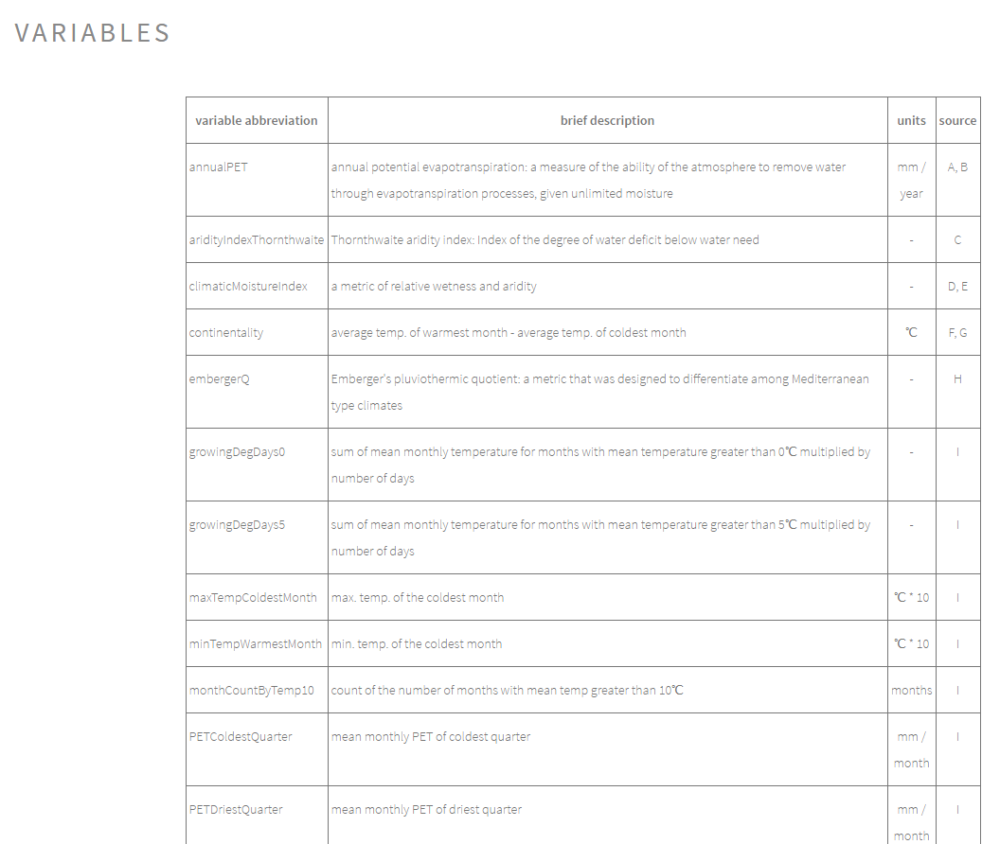 VARIABLES
variable abbreviation brief description units source
annualPET annual potential evapotranspiration: a measure of the ability of the atmosphere to remove water mm / A, B
through evapotranspiration processes, given unlimited moisture year
aridityIndexThornthwaite Thornthwaite aridity index: Index of the degree of water deficit below water need - C
climaticMoistureIndex a metric of relative wetness and aridity - D, E
continentality average temp. of warmest month - average temp. of coldest month ℃ F, G
embergerQ Emberger's pluviothermic quotient: a metric that was designed to differentiate among Mediterranean - H
type climates
growingDegDays0 sum of mean monthly temperature for months with mean temperature greater than 0℃ multiplied by - I
number of days
growingDegDays5 sum of mean monthly temperature for months with mean temperature greater than 5℃ multiplied by - I
number of days
maxTempColdestMonth max. temp. of the coldest month ℃ * 10 I
minTempWarmestMonth min. temp. of the coldest month ℃ * 10 I
monthCountByTemp10 count of the number of months with mean temp greater than 10℃ months I
PETColdestQuarter mean monthly PET of coldest quarter mm / I
month
PETDriestQuarter mean monthly PET of driest quarter mm / I
month